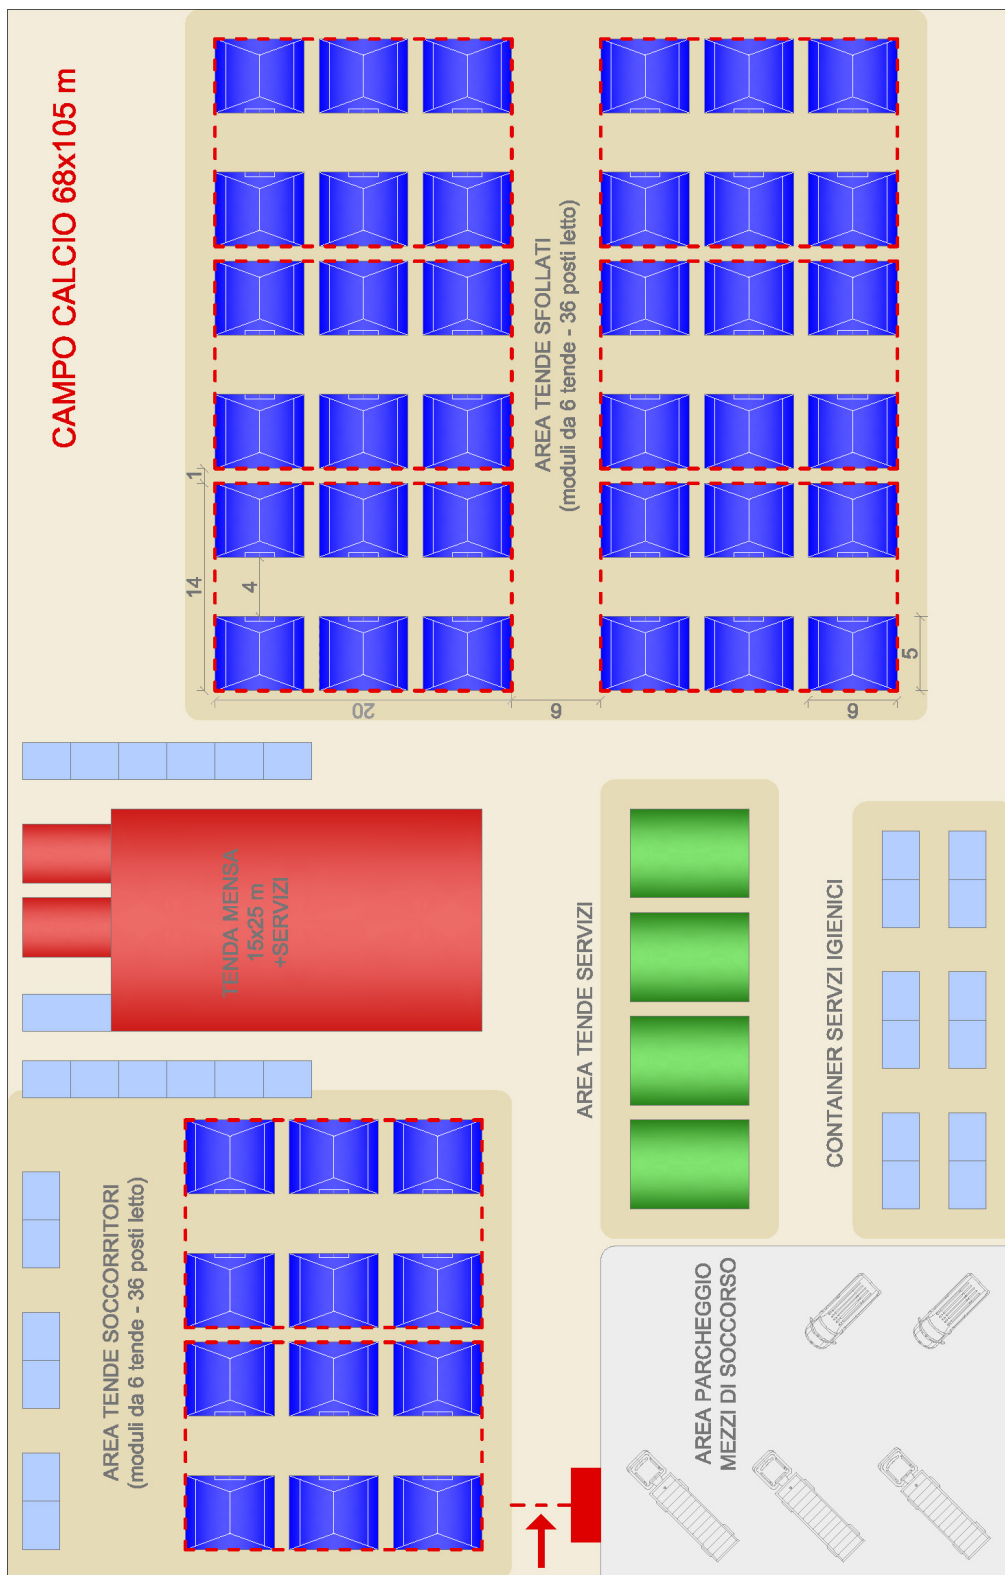 CAMPO CALCIO 68x105 m
AREA TENDE SFOLLATI
(moduli da 6 tende - 36 posti letto)
1
14
4
5
20
6
6
TENDA MENSA
15x25 m
+SERVIZI
AREA TENDE SERVIZI
CONTAINER SERVZI IGIENICI
AREA TENDE SOCCORRITORI
(moduli da 6 tende - 36 posti letto)
AREA PARCHEGGIO
MEZZI DI SOCCORSO